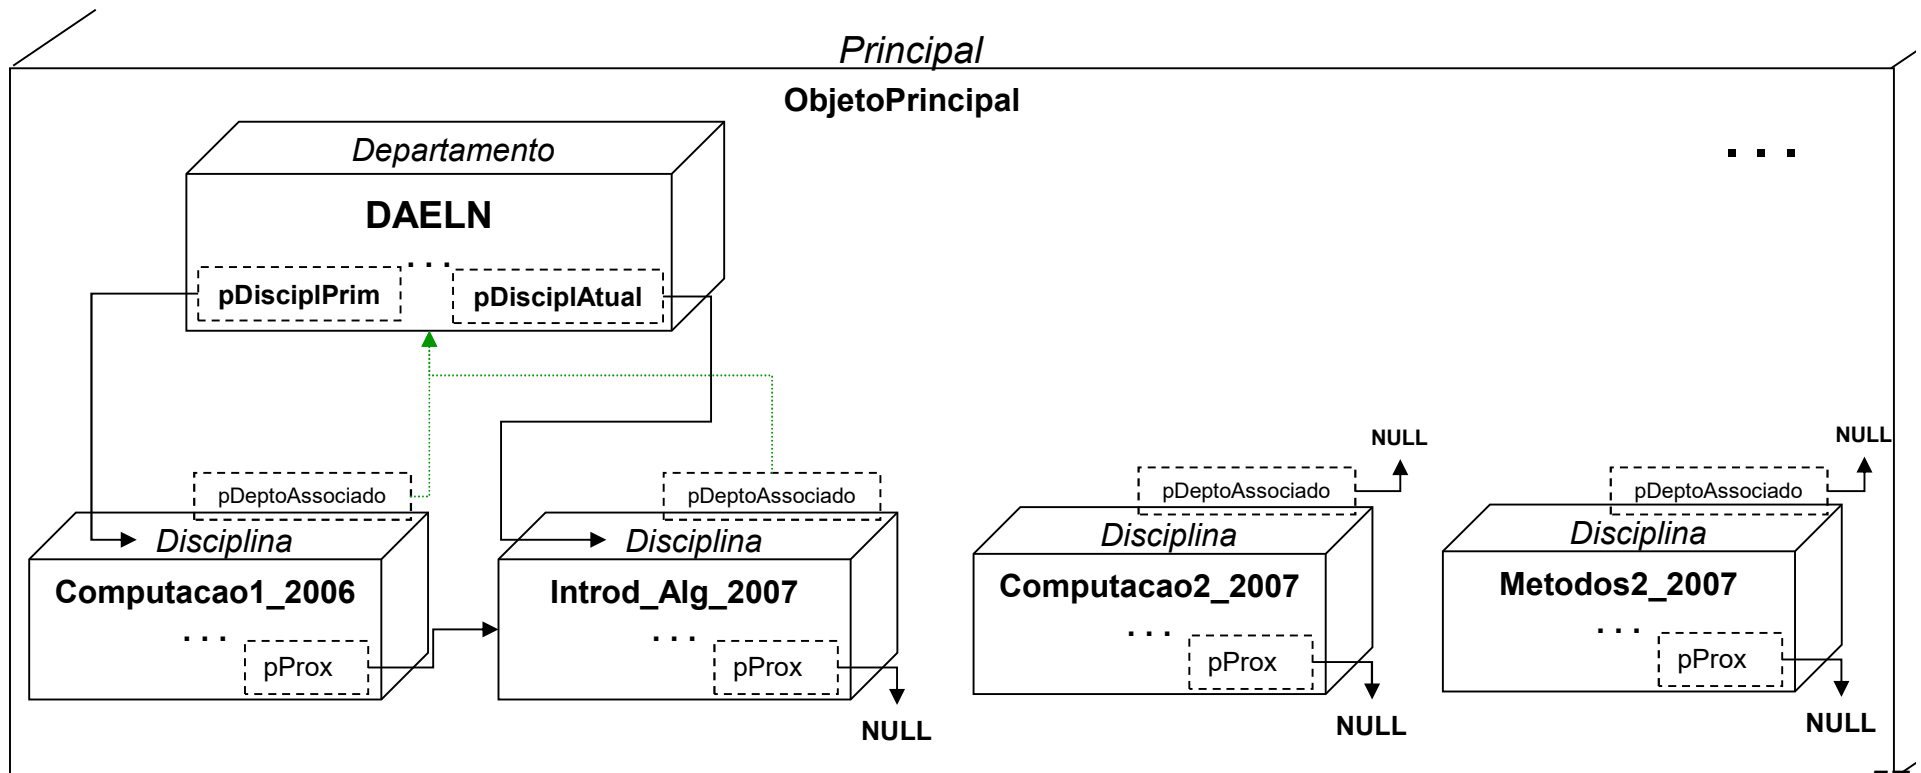 Principal
ObjetoPrincipal
Departamento
. . .
DAELN
. . .
pDisciplPrim
pDisciplAtual
NULL
NULL
pDeptoAssociado
pDeptoAssociado
pDeptoAssociado
pDeptoAssociado
Disciplina
Disciplina
Disciplina
Disciplina
Computacao1_2006
Introd_Alg_2007
Computacao2_2007
Metodos2_2007
. . .
. . .
. . .
. . .
pProx
pProx
pProx
pProx
NULL
NULL
NULL